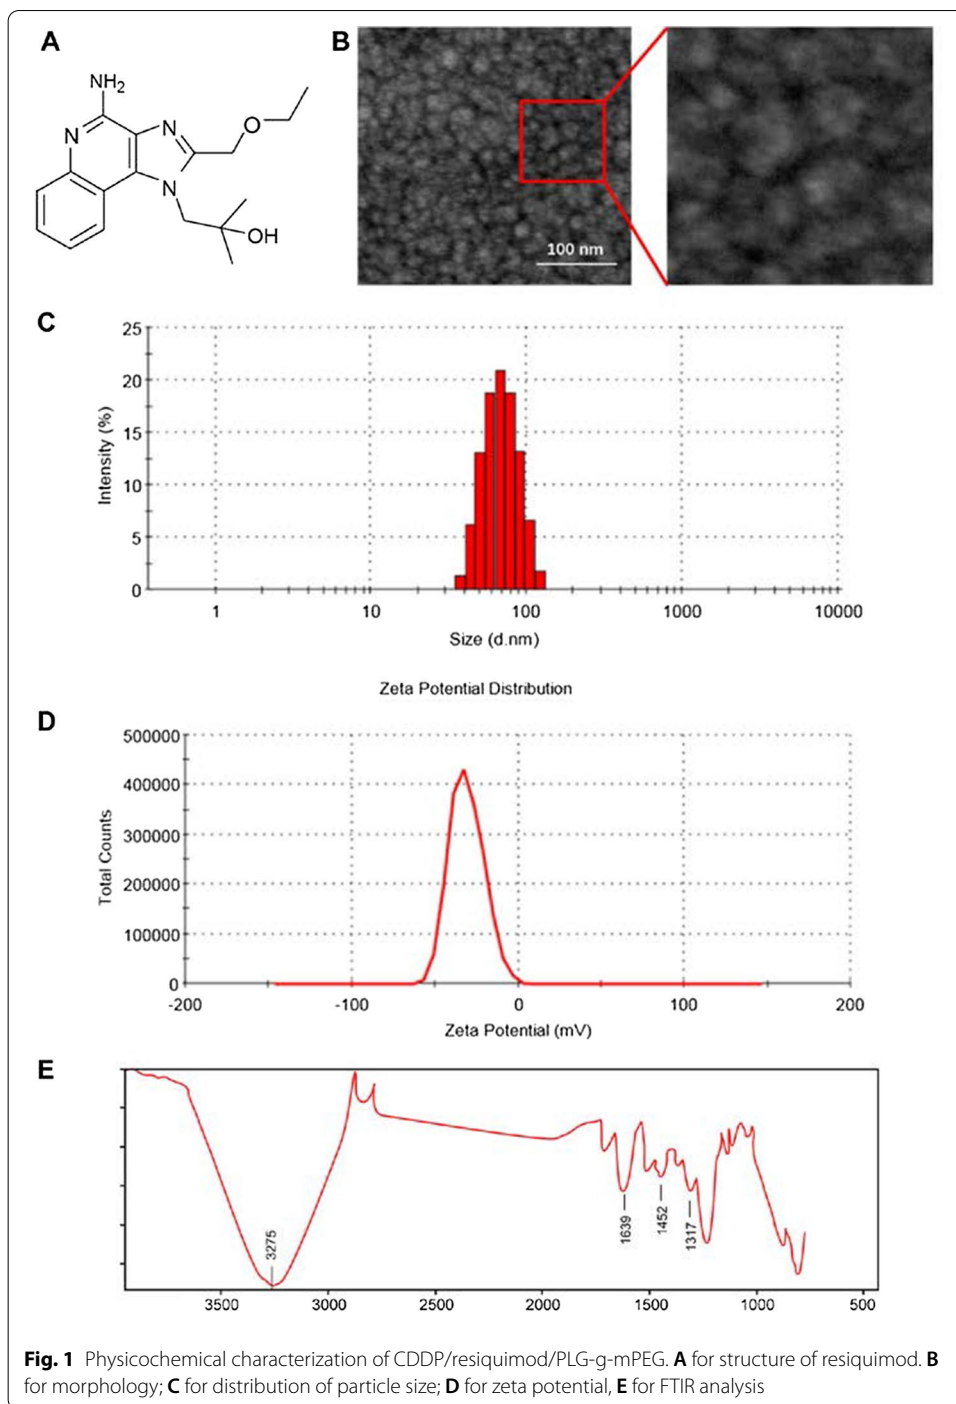 A
NH2
N
N
O
N
OH
B
100 nm
C
25
20
15
10
5
0
Intensity (%)
1 10 100 1000 10000
Size (d.nm)
Zeta Potential Distribution
D
500000
400000
300000
200000
100000
0
Total Counts
-200 -100 0 100 200
Zeta Potential (mV)
E
3275
1639
1452
1317
3500 3000 2500 2000 1500 1000 500
Fig. 1 Physicochemical characterization of CDDP/resiquimod/PLG-g-mPEG. A for structure of resiquimod. B
for morphology; C for distribution of particle size; D for zeta potential, E for FTIR analysis